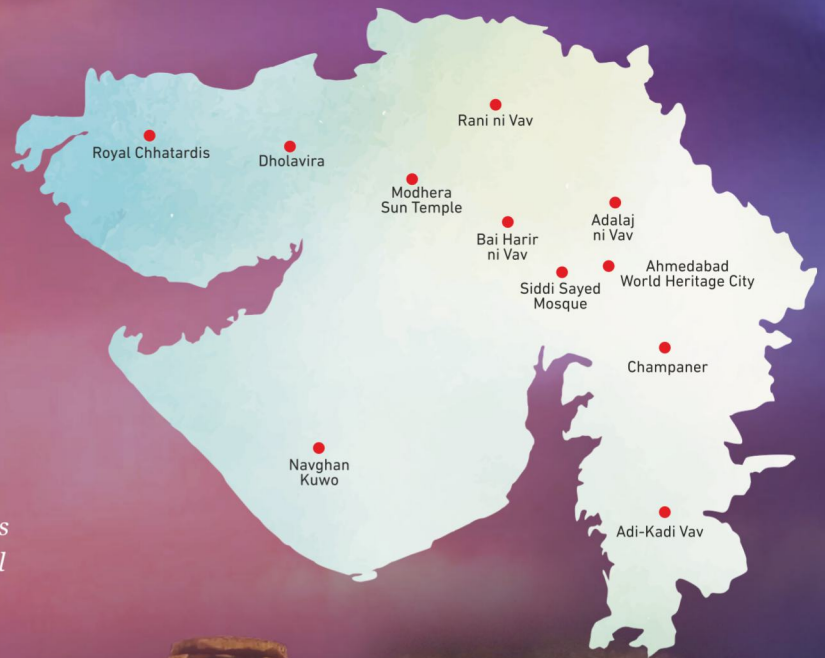 Rani ni Vav
Royal Chhatardis
Dholavira
Modhera
Sun Temple
Adalaj
ni Vav
Bai Harir
ni Vav
Ahmedabad
World Heritage City
Siddi Sayed
Mosque
Champaner
Navghan
Kuwo
Adi-Kadi Vav